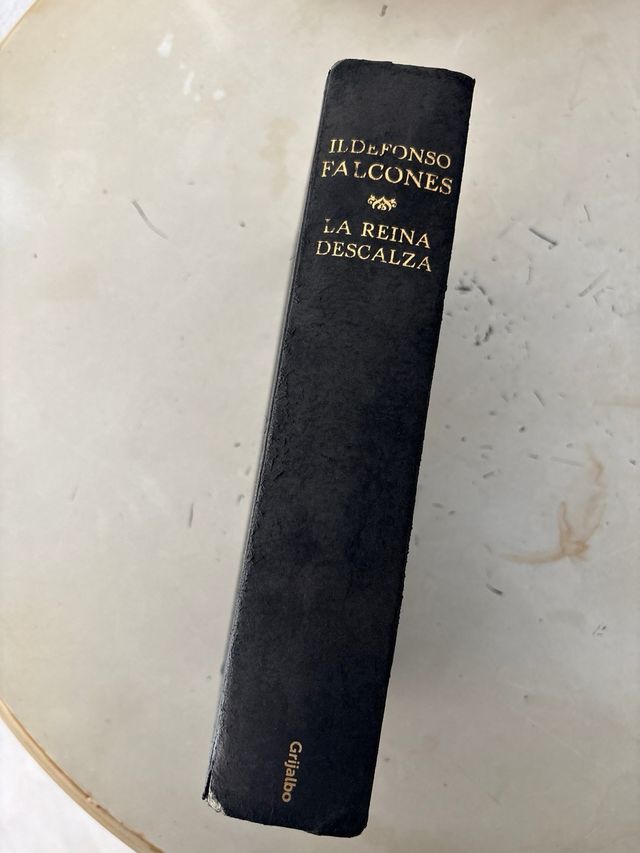 ILDEFONSO
FALCONES
LA REINA
DESCALZA
Grijalbo